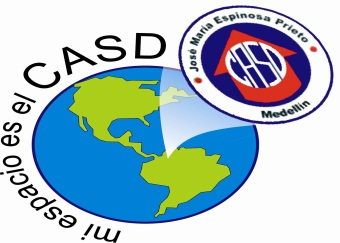 mi espacio es el CASD
José María Espinosa Prieto
CASD
Medellín